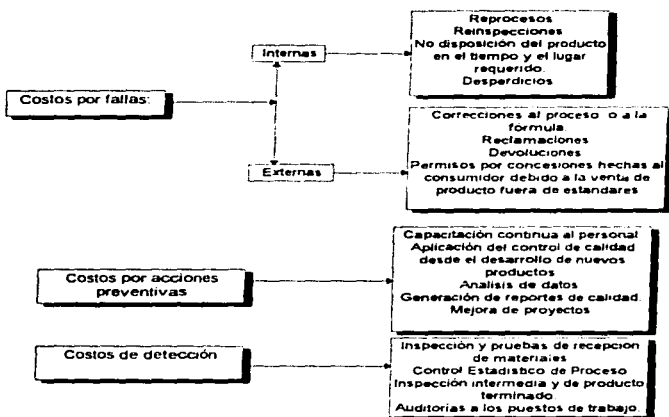 Costos por fallas:
Internas
Reprocesos
Reinspecciones
No disposición del producto
en el tiempo y el lugar
requerido.
Desperdicios
Externas
Correcciones al proceso o a la
fórmula.
Reclamaciones
Devoluciones
Permisos por concesiones hechas al
consumidor debido a la venta de
producto fuera de estandares
Costos por acciones
preventivas
Capacitación continua al personal
Aplicación del control de calidad
desde el desarrollo de nuevos
productos
Analisis de datos
Generación de reportes de calidad.
Mejora de proyectos
Costos de detección
Inspección y pruebas de recepción
de materiales
Control Estadistico de Proceso
Inspección intermedia y de producto
terminado.
Auditorias a los puestos de trabajo.